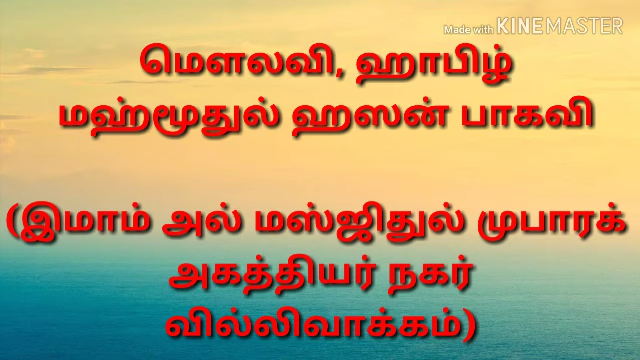 Made with KINEMASTER
மௌலவி, ஹாபிழ்
மஹ்மூதுல் ஹஸன் பாகவி
(இமாம் அல் மஸ்ஜிதுல் முபாரக்
அகத்தியர் நகர்
வில்லிவாக்கம்)